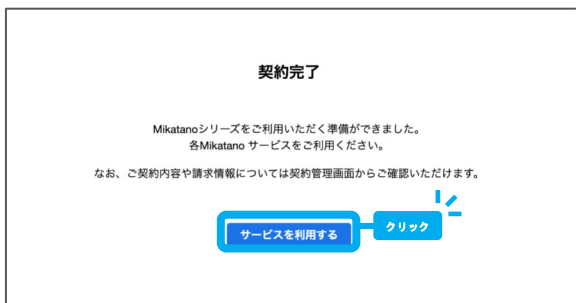 契約完了
Mikatanoシリーズをご利用いただく準備ができました。
各Mikatano サービスをご利用ください。
なお、ご契約内容や請求情報については契約管理画面からご確認いただけます。
サービスを利用する
クリック